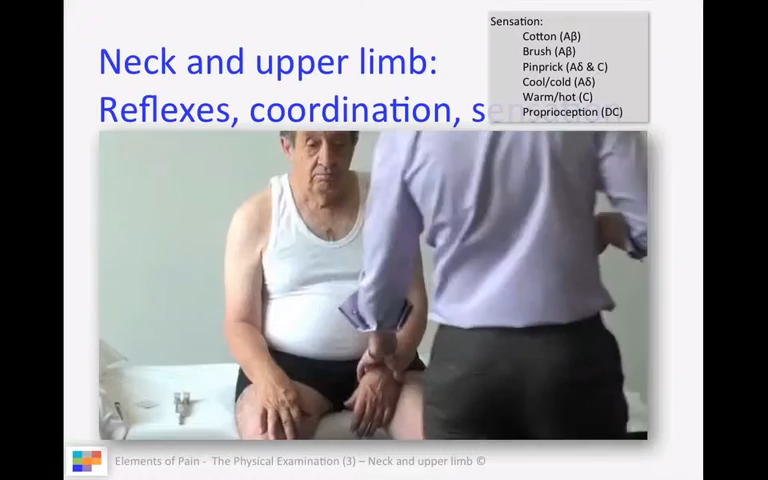 Sensation:
Cotton (Aβ)
Brush (Aβ)
Pinprick (Aδ & C)
Cool/cold (Aδ)
Warm/hot (C)
Proprioception (DC)
Neck and upper limb:
Reflexes, coordination, sensation
Elements of Pain - The Physical Examination (3) – Neck and upper limb ©